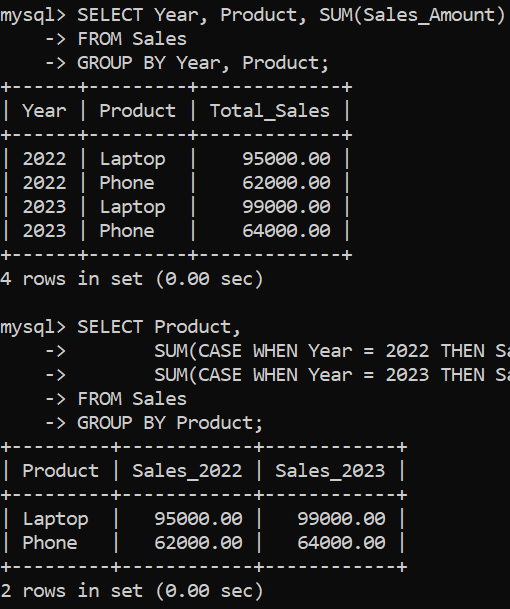 mysql> SELECT Year, Product, SUM(Sales_Amount)
    -> FROM Sales
    -> GROUP BY Year, Product;
+------+---------+-------------+
| Year | Product | Total_Sales |
+------+---------+-------------+
| 2022 | Laptop  |    95000.00 |
| 2022 | Phone   |    62000.00 |
| 2023 | Laptop  |    99000.00 |
| 2023 | Phone   |    64000.00 |
+------+---------+-------------+
4 rows in set (0.00 sec)
mysql> SELECT Product,
    ->        SUM(CASE WHEN Year = 2022 THEN Sa
    ->        SUM(CASE WHEN Year = 2023 THEN Sa
    -> FROM Sales
    -> GROUP BY Product;
+---------+------------+------------+
| Product | Sales_2022 | Sales_2023 |
+---------+------------+------------+
| Laptop  |   95000.00 |   99000.00 |
| Phone   |   62000.00 |   64000.00 |
+---------+------------+------------+
2 rows in set (0.00 sec)